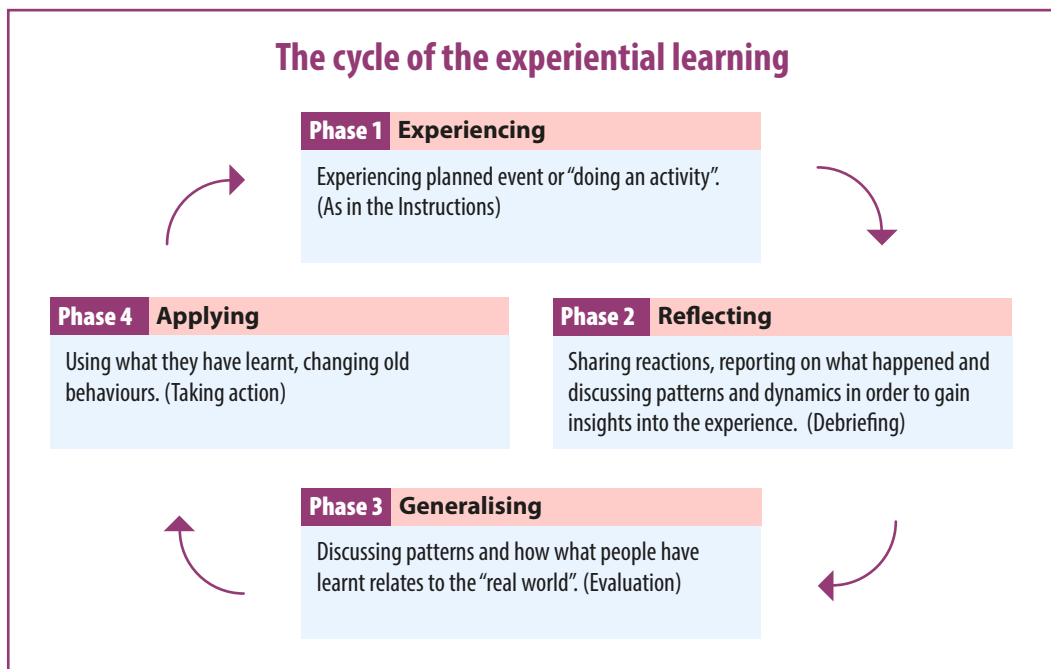 The cycle of the experiential learning
Phase 1 Experiencing
Experiencing planned event or “doing an activity”.
(As in the Instructions)
Phase 2 Reflecting
Sharing reactions, reporting on what happened and
discussing patterns and dynamics in order to gain
insights into the experience. (Debriefing)
Phase 3 Generalising
Discussing patterns and how what people have
learnt relates to the “real world”. (Evaluation)
Phase 4 Applying
Using what they have learnt, changing old
behaviours. (Taking action)